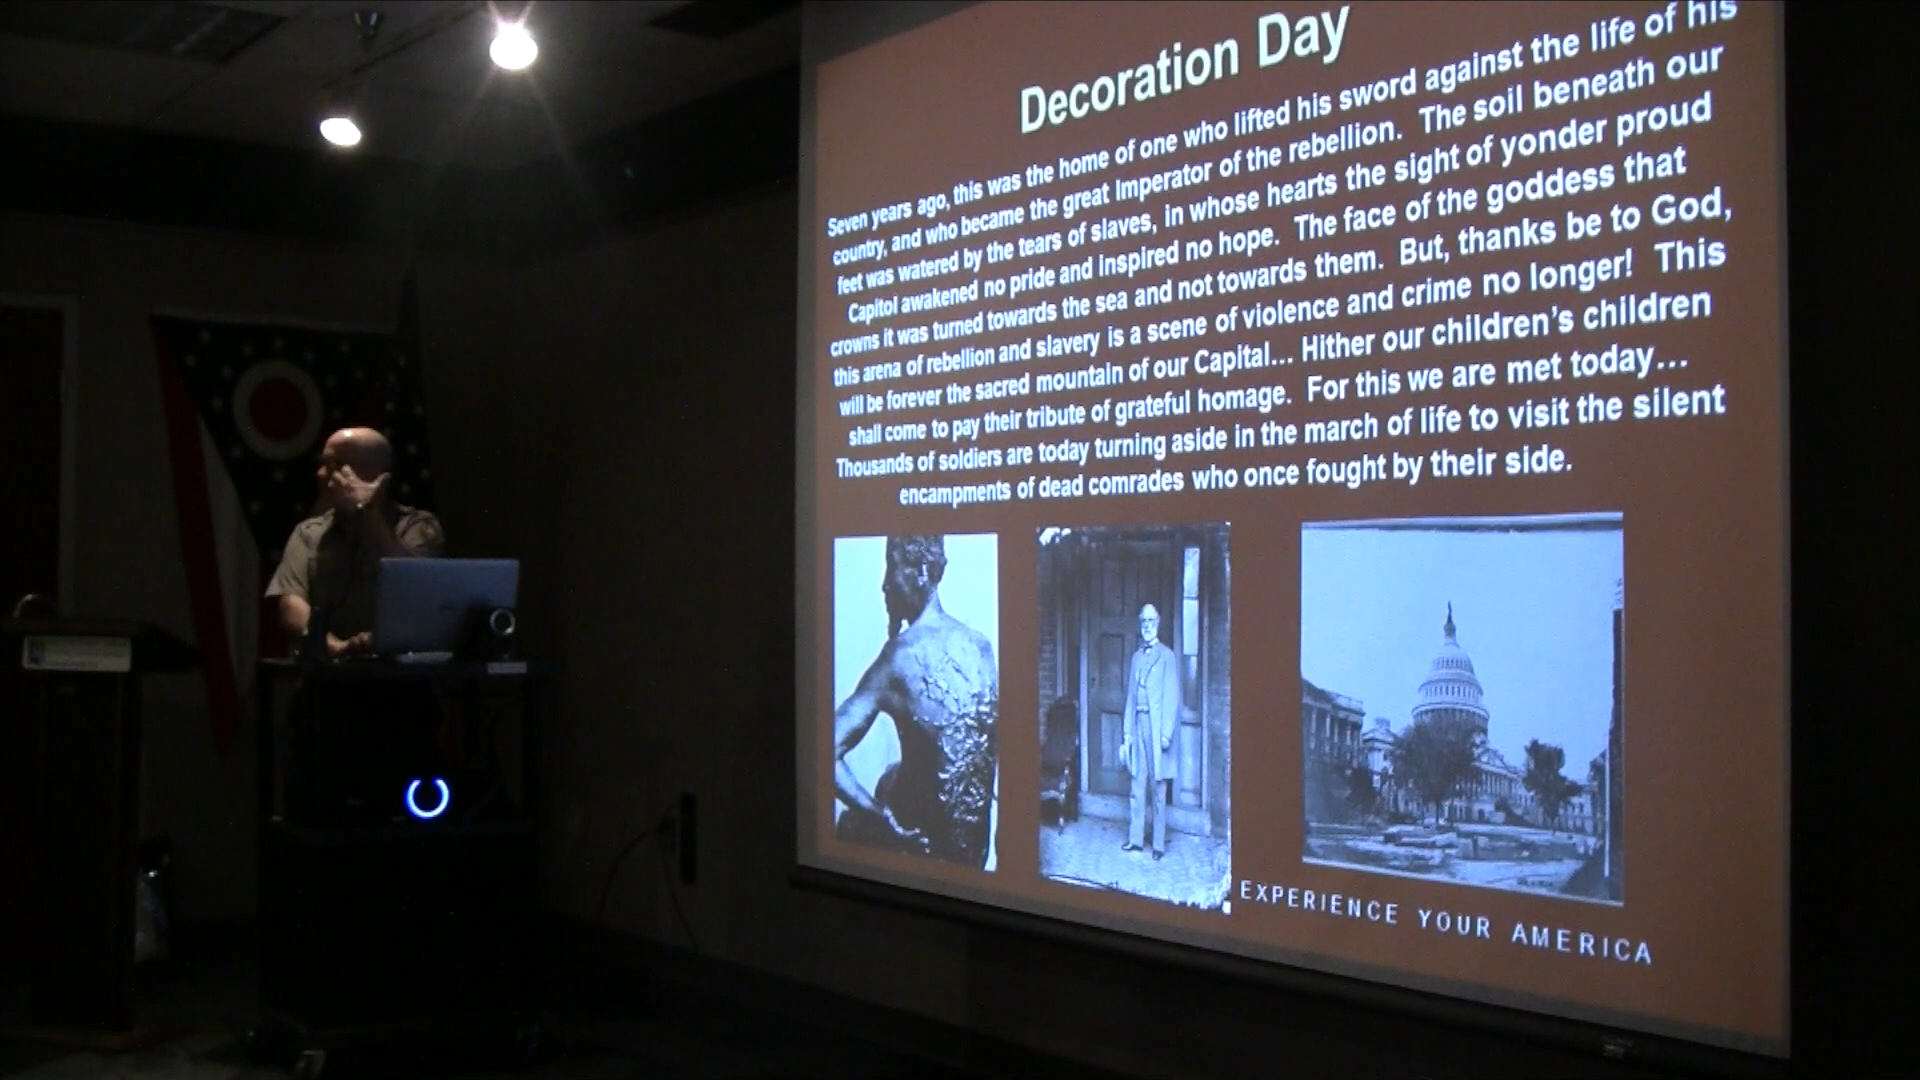 Decoration Day
Seven years ago, this was the home of one who lifted his sword against the life of his
country, and who became the great Imperator of the rebellion. The soil beneath our
feet was watered by the tears of slaves, in whose hearts the sight of yonder proud
Capitol awakened no pride and inspired no hope. The face of the goddess that
crowns it was turned towards the sea and not towards them. But, thanks be to God,
this arena of rebellion and slavery is a scene of violence and crime no longer! This
will be forever the sacred mountain of our Capital... Hither our children's children
shall come to pay their tribute of grateful homage. For this we are met today...
Thousands of soldiers are today turning aside in the march of life to visit the silent
encampments of dead comrades who once fought by their side.
EXPERIENCE YOUR AMERICA